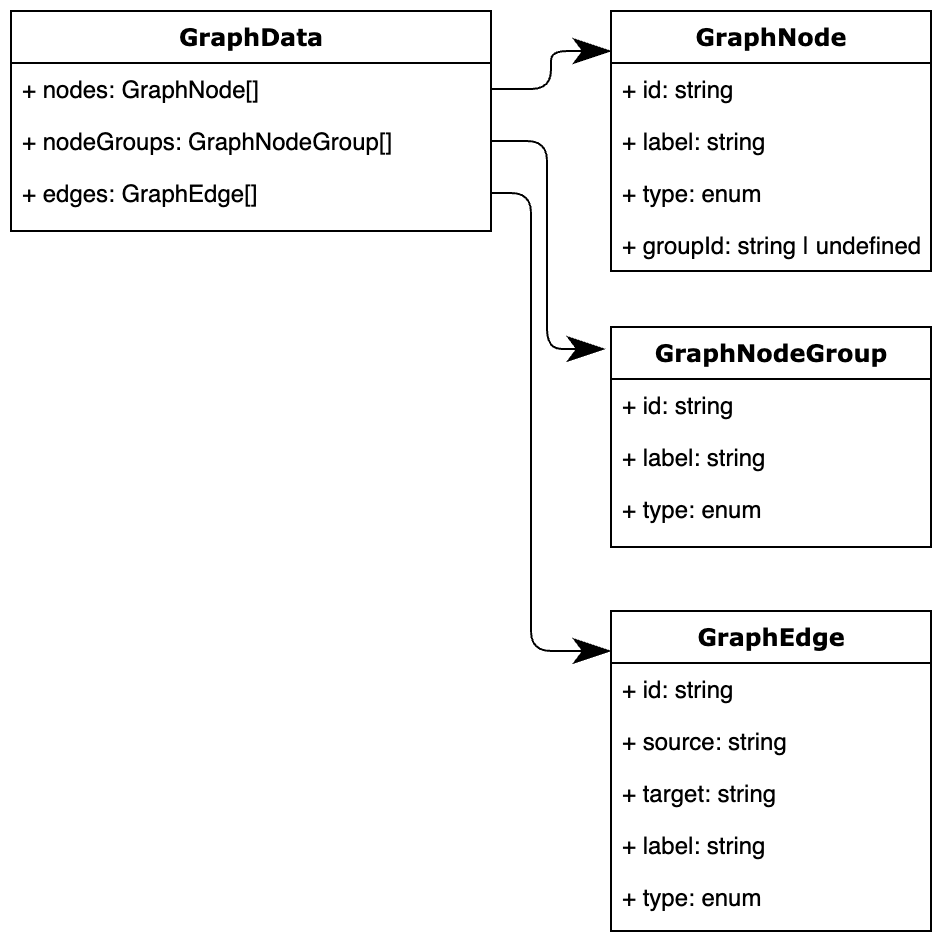 GraphData
+ nodes: GraphNode[]
+ nodeGroups: GraphNodeGroup[]
+ edges: GraphEdge[]
GraphNode
+ id: string
+ label: string
+ type: enum
+ groupId: string | undefined
GraphNodeGroup
+ id: string
+ label: string
+ type: enum
GraphEdge
+ id: string
+ source: string
+ target: string
+ label: string
+ type: enum